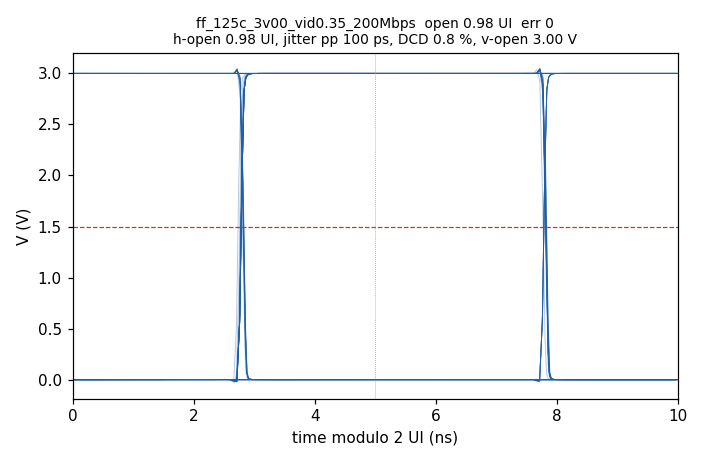 ff_125c_3v00_vid0.35_200Mbps  open 0.98 UI  err 0
h-open 0.98 UI, jitter pp 100 ps, DCD 0.8 %, v-open 3.00 V
3.0
2.5
2.0
1.5
1.0
0.5
0.0
V (V)
0 2 4 6 8 10
time modulo 2 UI (ns)